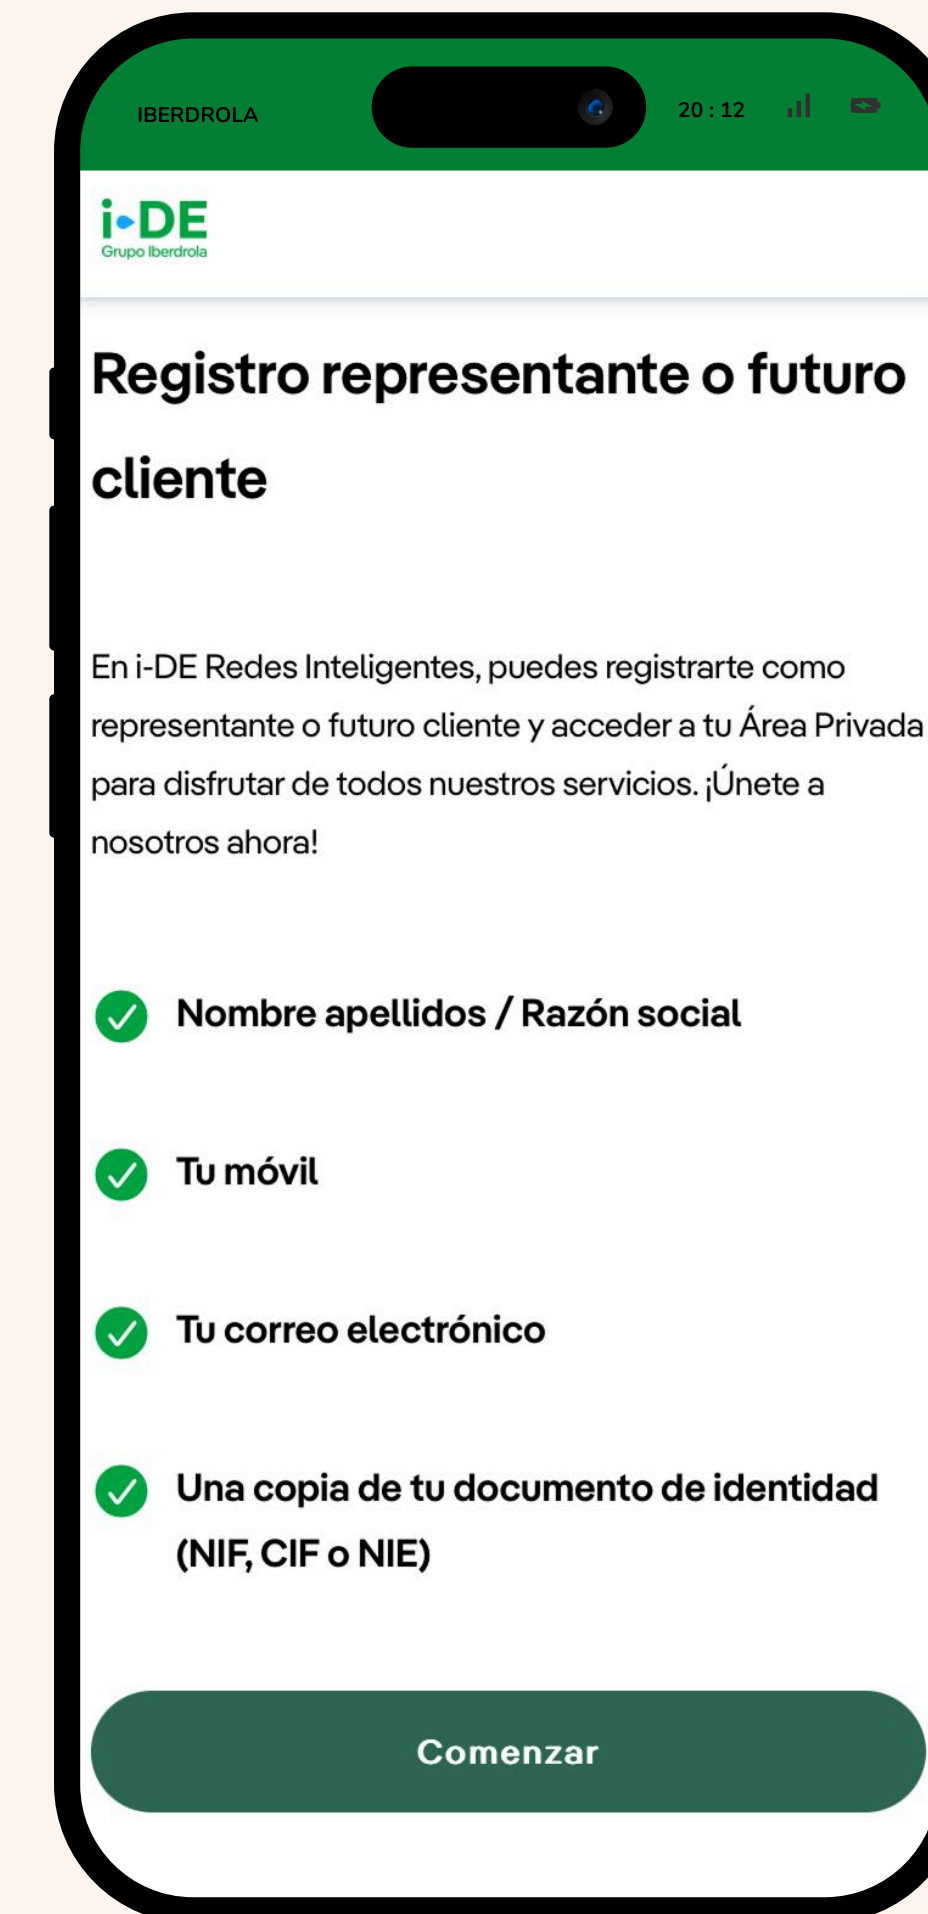 IBERDROLA
20 : 12
i-DE
Grupo Iberdrola
Registro representante o futuro
cliente
En i-DE Redes Inteligentes, puedes registrarte como
representante o futuro cliente y acceder a tu Área Privada
para disfrutar de todos nuestros servicios. ¡Únete a
nosotros ahora!
Nombre apellidos / Razón social
Tu móvil
Tu correo electrónico
Una copia de tu documento de identidad
(NIF, CIF o NIE)
Comenzar